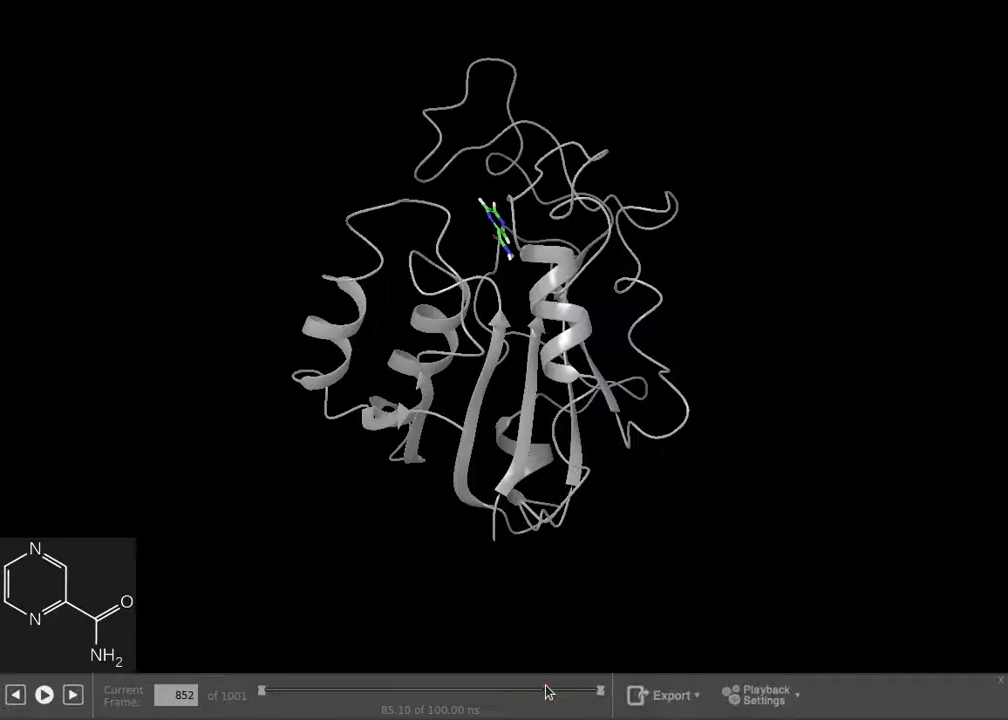 N
N
O
NH2
Current
Frame:
852
of 1001
85.10 of 100.00 ns
Export
Playback
Settings
x